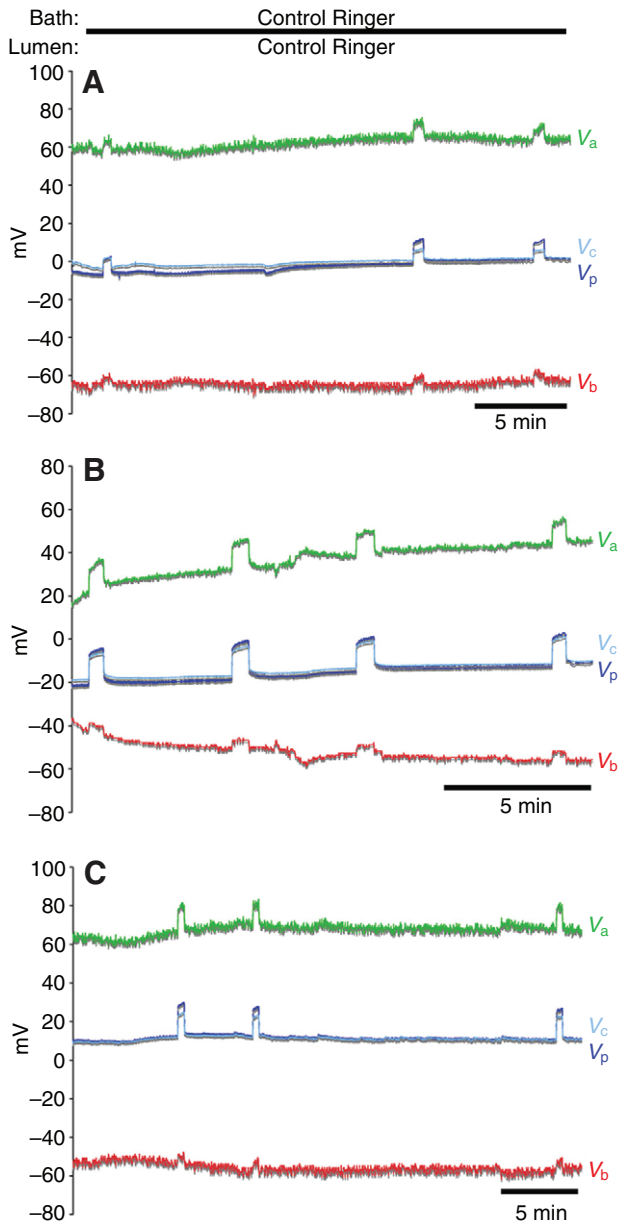 Bath: Control Ringer
Lumen: Control Ringer
A
100
80
60
40
20
0
–20
–40
–60
–80
mV
Va
Vc
Vp
Vb
5 min
B
80
60
40
20
0
–20
–40
–60
–80
mV
Va
Vc
Vp
Vb
5 min
C
100
80
60
40
20
0
–20
–40
–60
–80
mV
Va
Vc
Vp
Vb
5 min